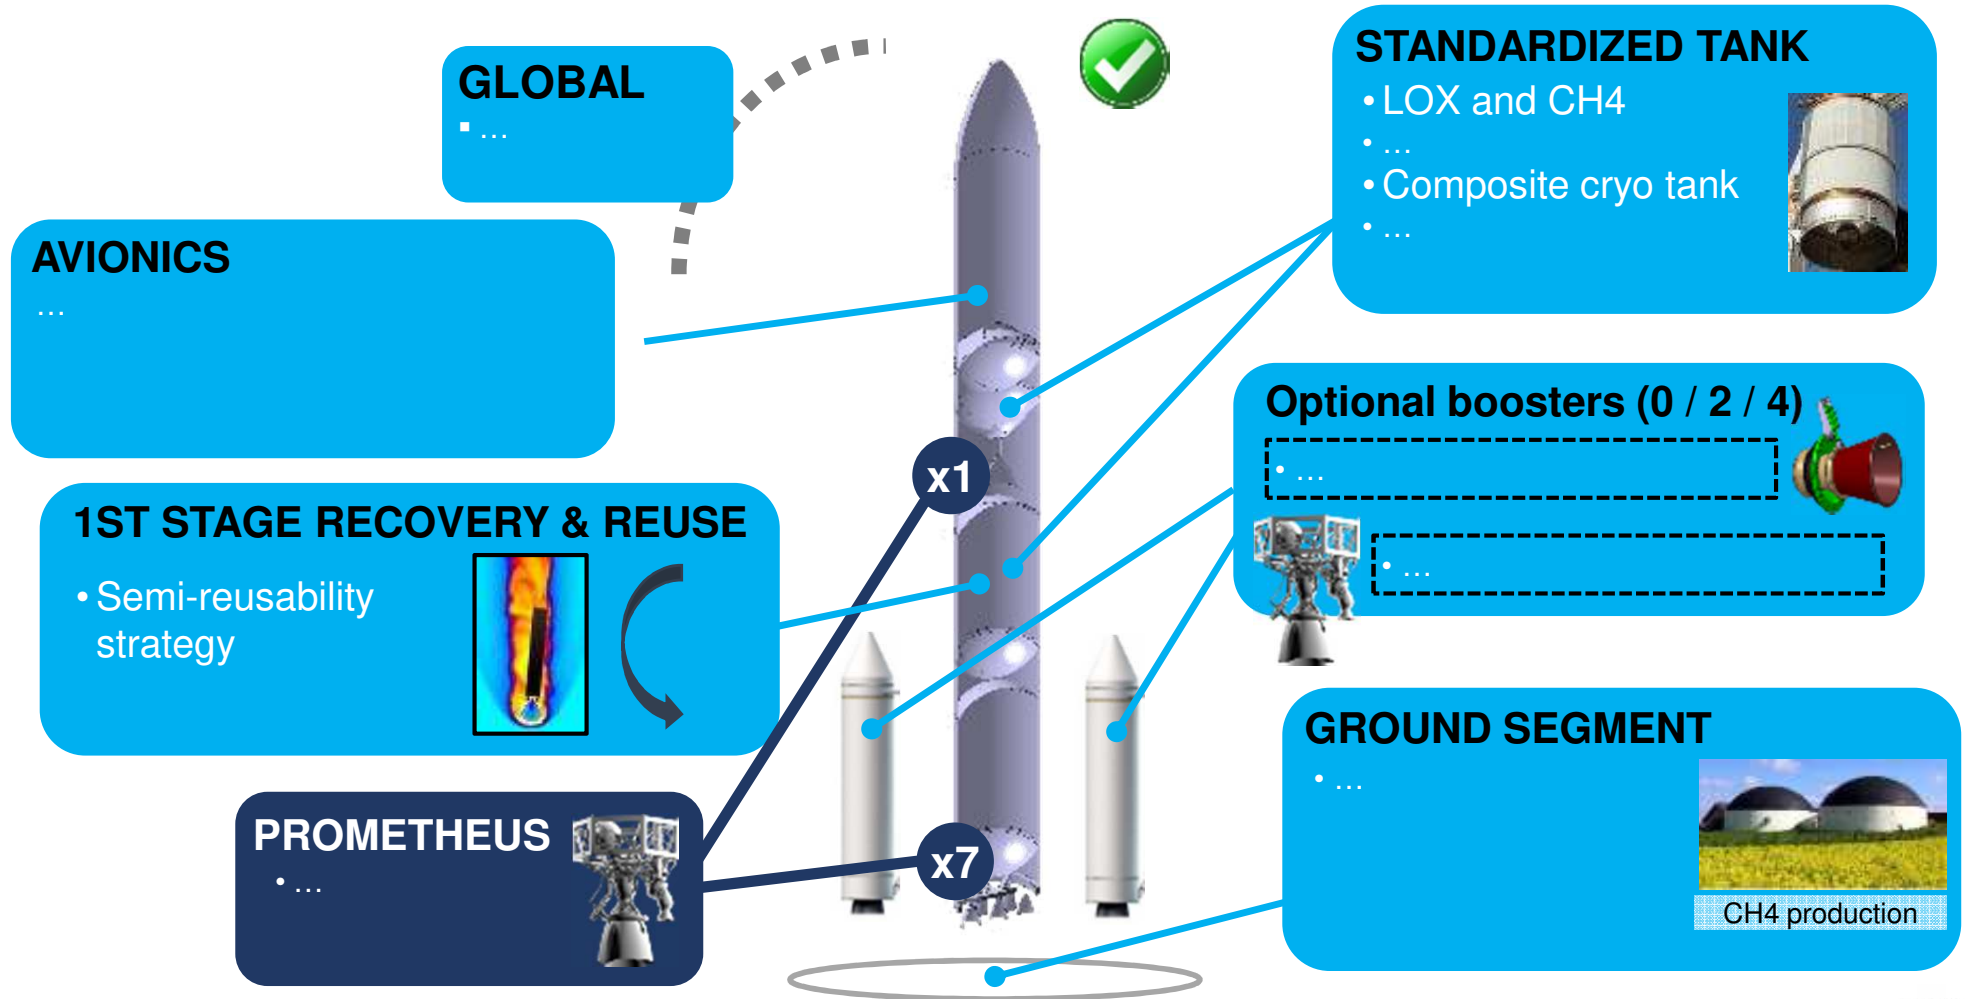 GLOBAL
▪ ...
AVIONICS
...
1ST STAGE RECOVERY & REUSE
• Semi-reusability
strategy
PROMETHEUS
• ...
x1
x7
STANDARDIZED TANK
• LOX and CH4
• ...
• Composite cryo tank
• ...
Optional boosters (0 / 2 / 4)
• ...
• ...
GROUND SEGMENT
• ...
CH4 production